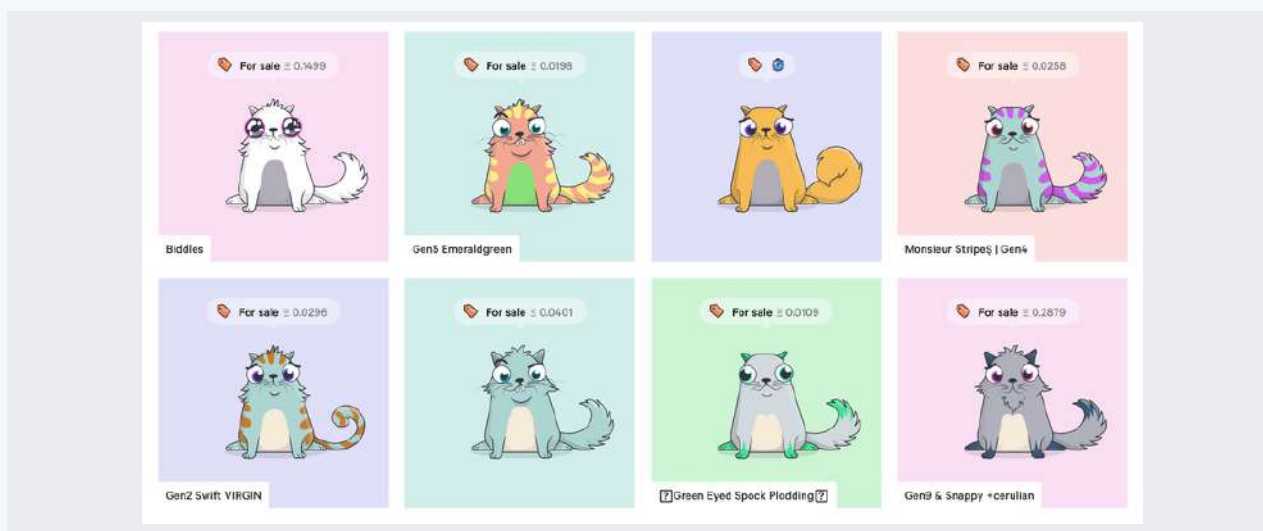 For sale Ξ 0.1499
For sale Ξ 0.0198
For sale Ξ 0.0258
Biddles
Gen5 Emeraldgreen
Monsieur Stripes | Gen4
For sale Ξ 0.0296
For sale Ξ 0.0401
For sale Ξ 0.0109
For sale Ξ 0.2879
Gen2 Swift VIRGIN
?Green Eyed Spock Plodding?
Gen9 & Snappy +cerulian